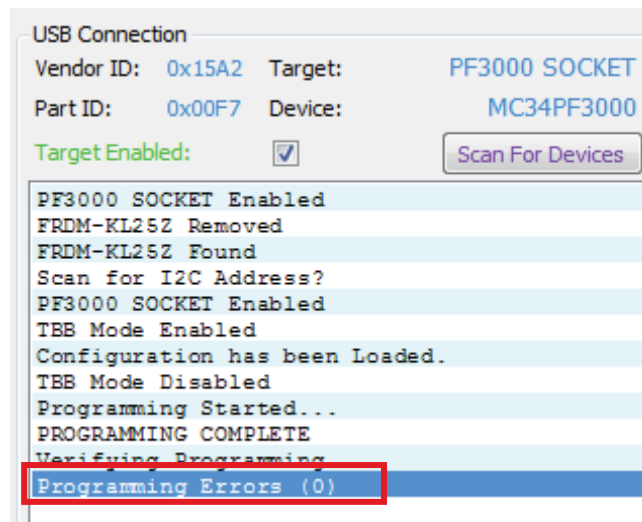 USB Connection
Vendor ID: 0x15A2 Target: PF3000 SOCKET
Part ID: 0x00F7 Device: MC34PF3000
Target Enabled: Scan For Devices
PF3000 SOCKET Enabled
FRDM-KL25Z Removed
FRDM-KL25Z Found
Scan for I2C Address?
PF3000 SOCKET Enabled
TBB Mode Enabled
Configuration has been Loaded.
TBB Mode Disabled
Programming Started...
PROGRAMMING COMPLETE
Verifying Programming
Programming Errors (0)